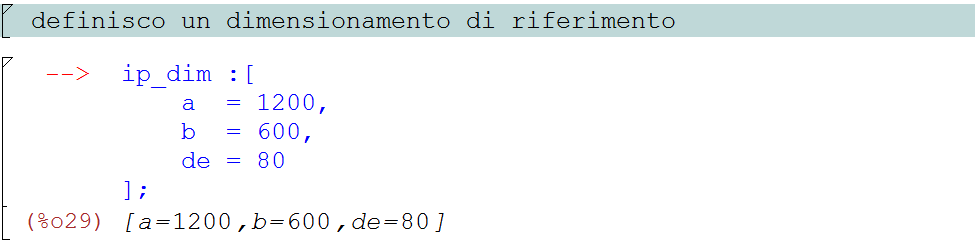 definisco un dimensionamento di riferimento
--> ip_dim :[
a = 1200,
b = 600,
de = 80
];
(%o29) [a=1200,b=600,de=80]